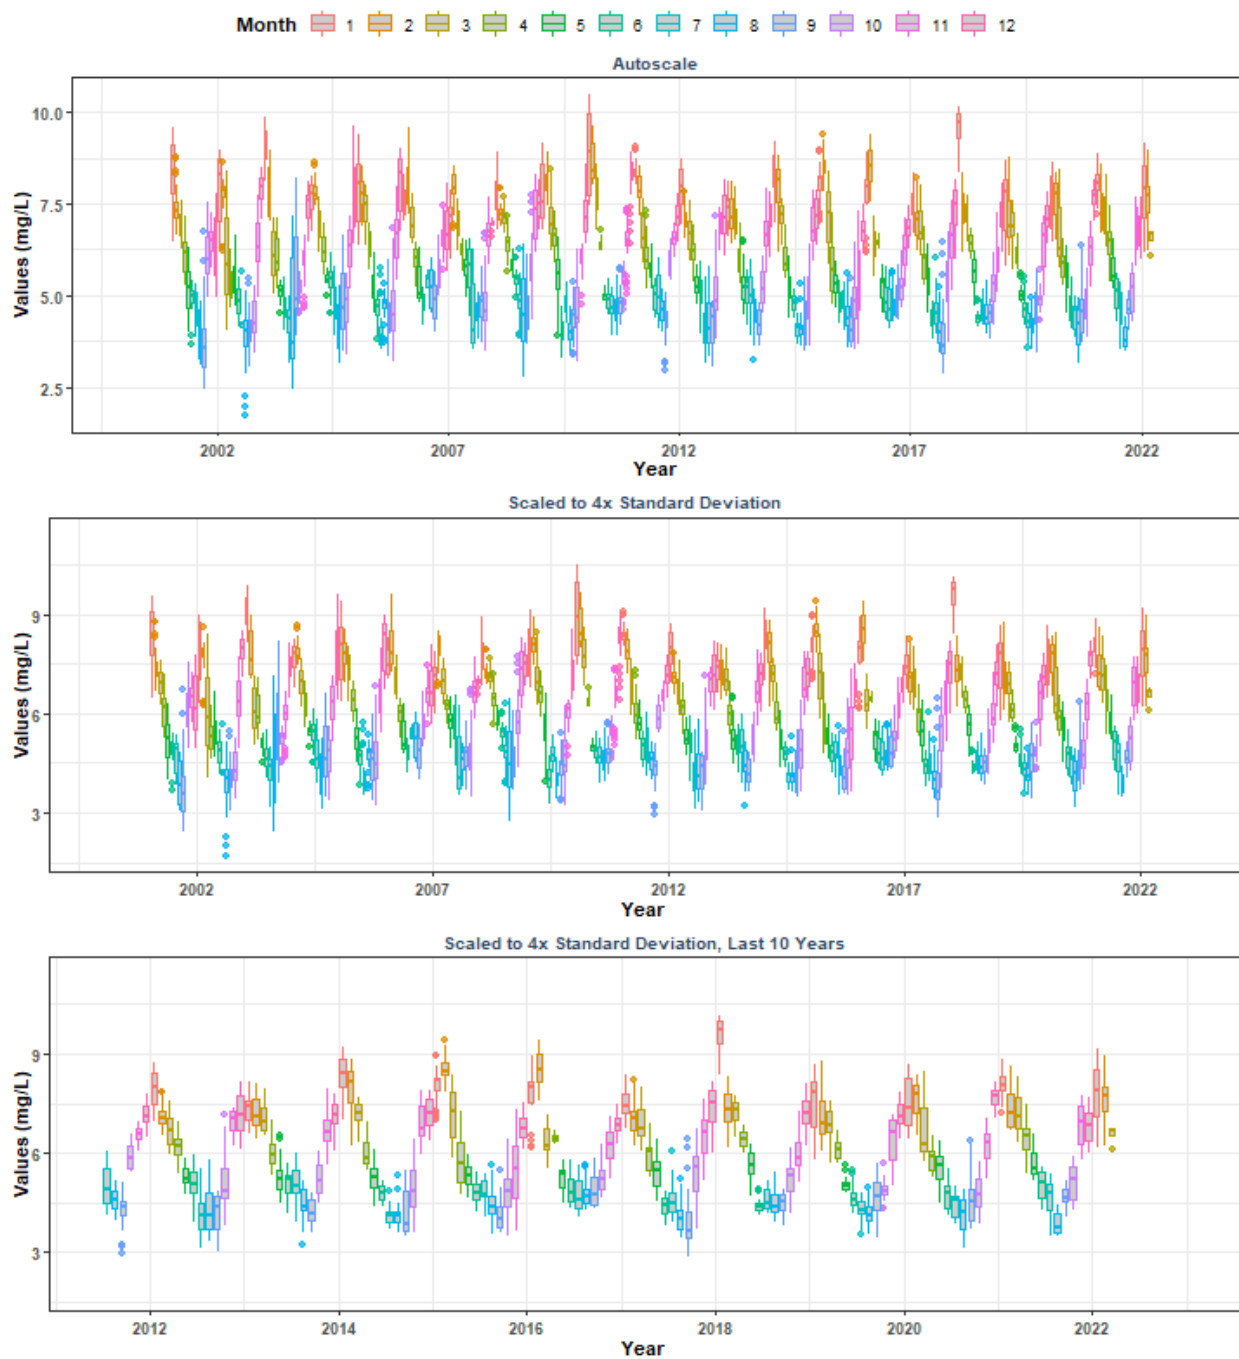 Month 1 2 3 4 5 6 7 8 9 10 11 12
Autoscale
Values (mg/L)
10.0
7.5
5.0
2.5
2002 2007 2012 2017 2022
Year
Scaled to 4x Standard Deviation
Values (mg/L)
9
6
3
2002 2007 2012 2017 2022
Year
Scaled to 4x Standard Deviation, Last 10 Years
Values (mg/L)
9
6
3
2012 2014 2016 2018 2020 2022
Year